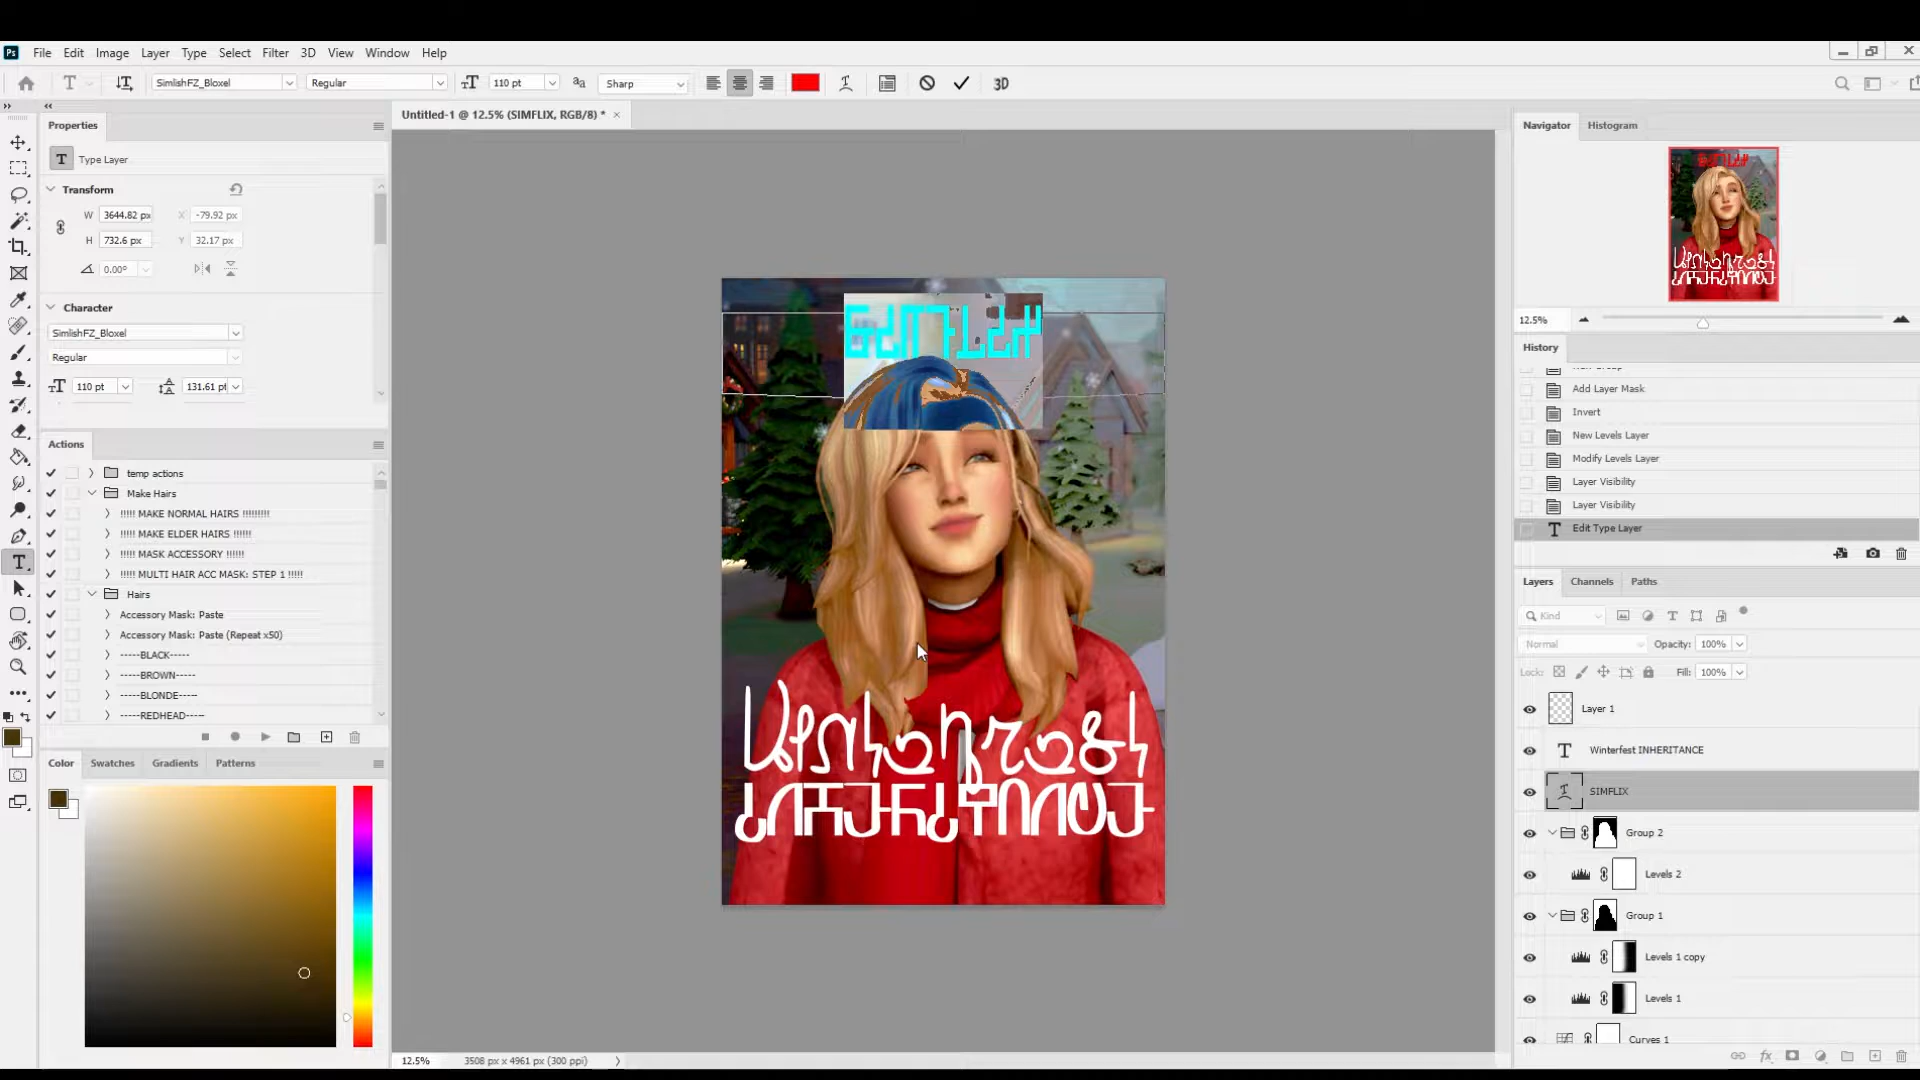 Ps File Edit Image Layer Type Select Filter 3D View Window Help
T SimlishFZ_Bloxel Regular 110 pt aa Sharp 3D
Properties
Untitled-1 @ 12.5% (SIMFLIX, RGB/8) * ×
Navigator Histogram
T Type Layer
Transform
W 3644.82 px X -79.92 px
H 732.6 px Y 32.17 px
0.00°
Character
SimlishFZ_Bloxel
Regular
110 pt 131.61 pt
Actions
temp actions
Make Hairs
!!!!! MAKE NORMAL HAIRS !!!!!!!!!
!!!!! MAKE ELDER HAIRS !!!!!!
!!!!! MASK ACCESSORY !!!!!!
!!!!! MULTI HAIR ACC MASK: STEP 1 !!!!!
Hairs
Accessory Mask: Paste
Accessory Mask: Paste (Repeat x50)
-----BLACK-----
-----BROWN-----
-----BLONDE-----
-----REDHEAD-----
Color Swatches Gradients Patterns
12.5% 3508 px x 4961 px (300 ppi)
12.5%
History
Add Layer Mask
Invert
New Levels Layer
Modify Levels Layer
Layer Visibility
Layer Visibility
Edit Type Layer
Layers Channels Paths
Kind
Normal Opacity: 100%
Lock: Fill: 100%
Layer 1
Winterfest INHERITANCE
SIMFLIX
Group 2
Levels 2
Group 1
Levels 1 copy
Levels 1
Curves 1